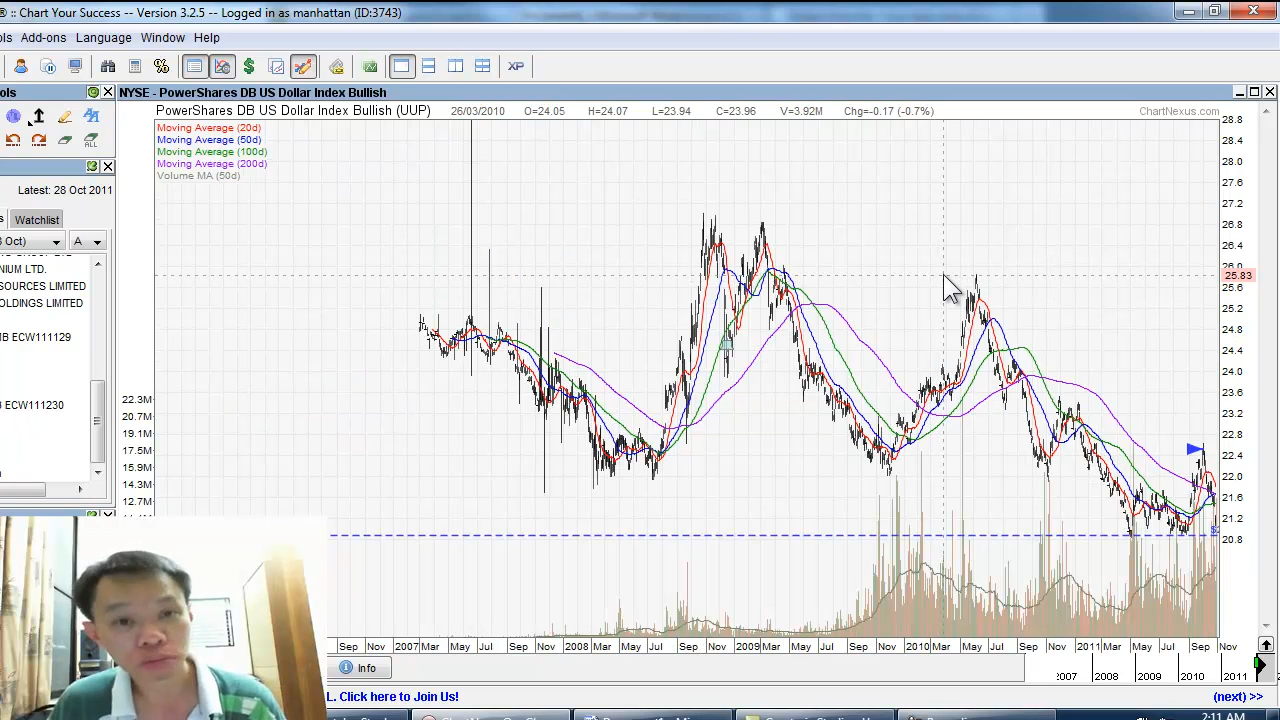 ® :: Chart Your Success -- Version 3.2.5 -- Logged in as manhattan (ID:3743)
ols Add-ons Language Window Help
XP
ols
NYSE - PowerShares DB US Dollar Index Bullish
PowerShares DB US Dollar Index Bullish (UUP) 26/03/2010 O=24.05 H=24.07 L=23.94 C=23.96 V=3.92M Chg=-0.17 (-0.7%) ChartNexus.com
Moving Average (20d)
Moving Average (50d)
Moving Average (100d)
Moving Average (200d)
Volume MA (50d)
ALL
Latest: 28 Oct 2011
s Watchlist
Oct) A
NIUM LTD.
SOURCES LIMITED
HOLDINGS LIMITED
B ECW111129
B ECW111230
28.8
28.4
28.0
27.6
27.2
26.8
26.4
26.0
25.83
25.6
25.2
24.8
24.4
24.0
23.6
23.2
22.8
22.4
22.0
21.6
21.2
20.8
22.3M
20.7M
19.1M
17.5M
15.9M
14.3M
12.7M
Sep 2007 Mar May Jul Sep Nov 2008 Mar May Jul Sep Nov 2009 Mar May Jul Sep Nov 2010 Mar May Jul Sep Nov 2011 Mar May Jul Sep Nov
Info
2007 2008 2009 2010 2011
L. Click here to Join Us! (next) >>
2:11 AM